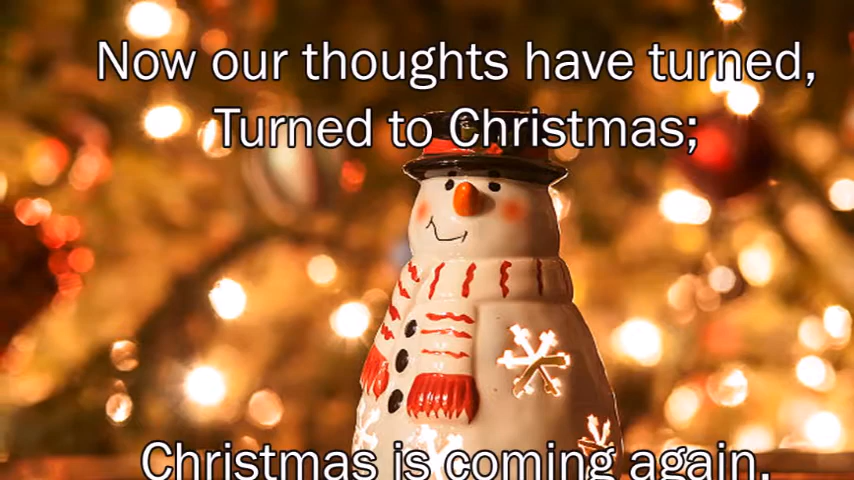 Now our thoughts have turned,
Turned to Christmas;
Christmas is coming again.